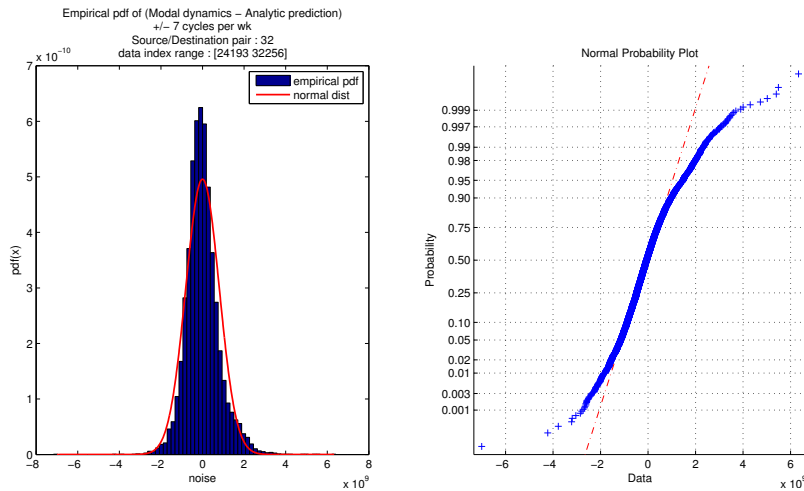 Empirical pdf of (Modal dynamics − Analytic prediction)
+/− 7 cycles per wk
Source/Destination pair : 32
data index range : [24193 32256]
x 10^−10
7
6
5
4
3
2
1
0
pdf(x)
empirical pdf
normal dist
−8 −6 −4 −2 0 2 4 6 8
noise
x 10^9
Normal Probability Plot
0.999
0.997
0.99
0.98
0.95
0.90
0.75
0.50
0.25
0.10
0.05
0.02
0.01
0.003
0.001
Probability
−6 −4 −2 0 2 4 6
Data
x 10^9